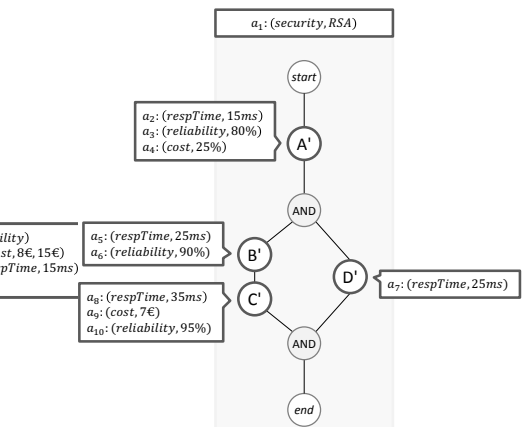 a₁: (security, RSA)
start
a₂: (respTime, 15ms)
a₃: (reliability, 80%)
a₄: (cost, 25%)
A'
AND
ility)
st, 8€, 15€)
pTime, 15ms)
a₅: (respTime, 25ms)
a₆: (reliability, 90%)
B'
D'
a₇: (respTime, 25ms)
a₈: (respTime, 35ms)
a₉: (cost, 7€)
a₁₀: (reliability, 95%)
C'
AND
end